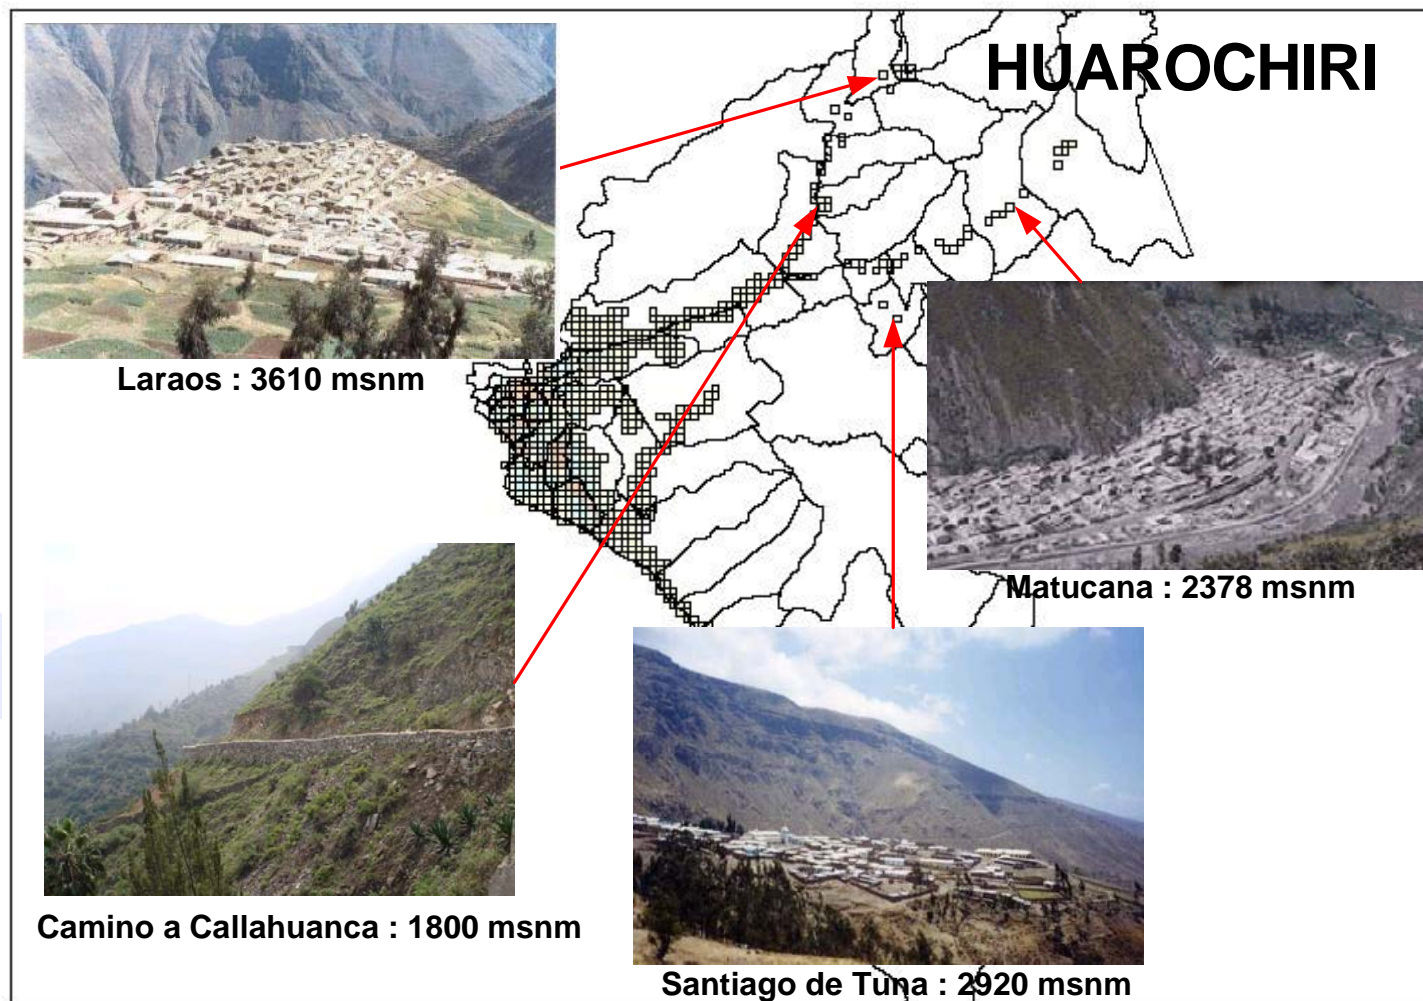 HUAROCHIRI
Laraos : 3610 msnm
Matucana : 2378 msnm
Camino a Callahuanca : 1800 msnm
Santiago de Tuna : 2920 msnm